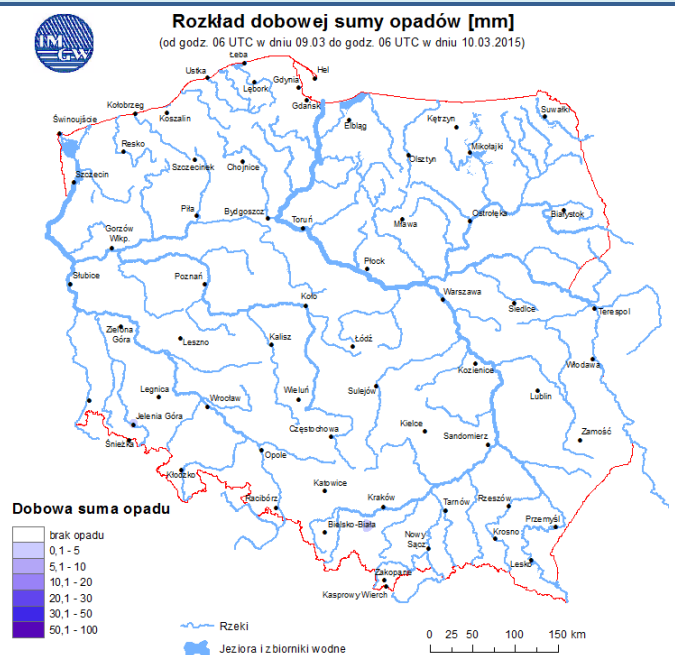 IM
GW
Rozkład dobowej sumy opadów [mm]
(od godz. 06 UTC w dniu 09.03 do godz. 06 UTC w dniu 10.03.2015)
Łeba
Hel
Ustka
Gdynia
Lębork
Gdańsk
Kołobrzeg
Koszalin
Świnoujście
Elbląg
Kętrzyn
Suwałki
Resko
Mikołajki
Szczecinek
Chojnice
Olsztyn
Szczecin
Piła
Bydgoszcz
Toruń
Mława
Ostrołęka
Białystok
Gorzów
Wlkp.
Płock
Słubice
Poznań
Koło
Warszawa
Siedlce
Terespol
Zielona
Góra
Leszno
Kalisz
Łódź
Kozienice
Włodawa
Legnica
Wrocław
Wieluń
Sulejów
Lublin
Jelenia Góra
Częstochowa
Kielce
Sandomierz
Zamość
Śnieżka
Opole
Kłodzko
Katowice
Racibórz
Kraków
Tarnów
Rzeszów
Bielsko-Biała
Przemyśl
Nowy
Sącz
Krosno
Lesko
Zakopane
Kasprowy Wierch
Dobowa suma opadu
brak opadu
0,1 - 5
5,1 - 10
10,1 - 20
20,1 - 30
30,1 - 50
50,1 - 100
Rzeki
Jeziora i zbiorniki wodne
0 25 50 100 150 km